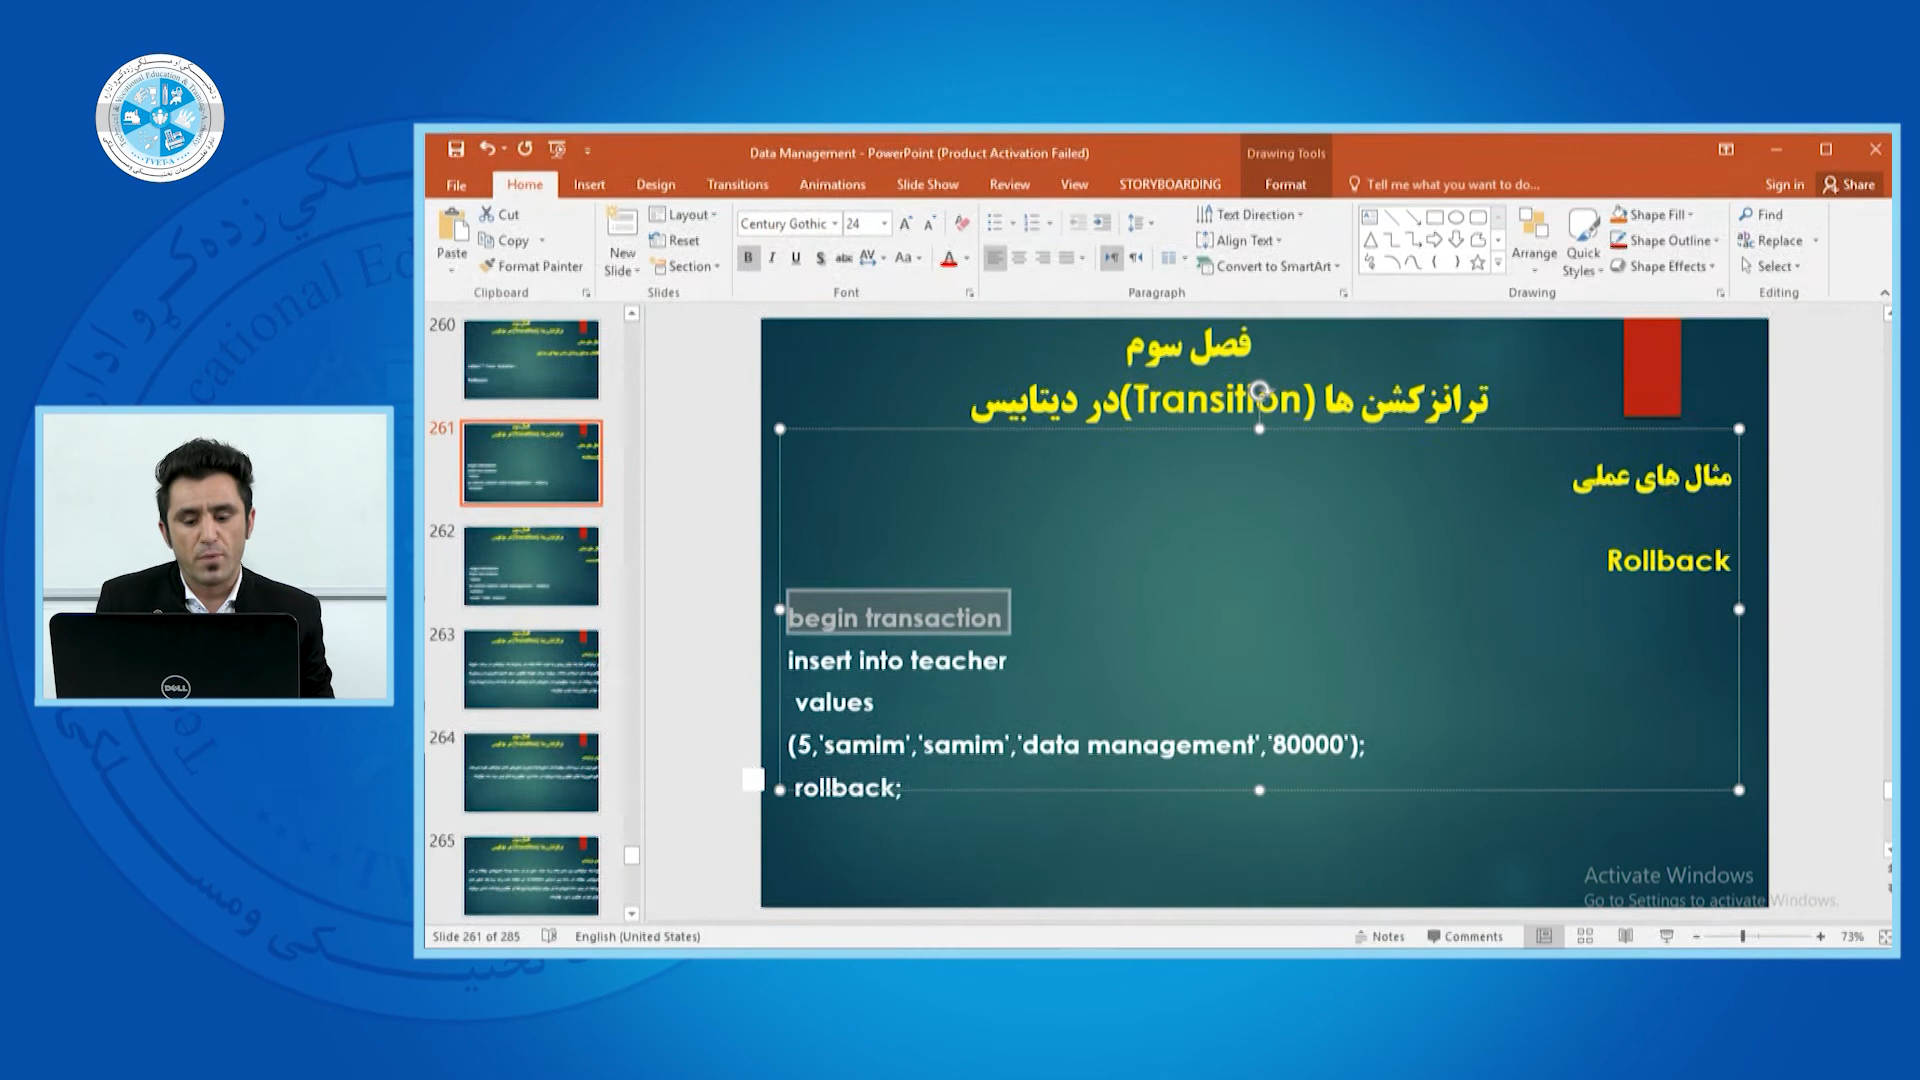 Technical & Vocational Education & Training
TVET-A
Data Management - PowerPoint (Product Activation Failed)
Drawing Tools
File
Home
Insert
Design
Transitions
Animations
Slide Show
Review
View
STORYBOARDING
Format
Tell me what you want to do...
Sign in
Share
Paste
Cut
Copy
Format Painter
Clipboard
New Slide
Layout
Reset
Section
Slides
Century Gothic
24
Font
Text Direction
Align Text
Convert to SmartArt
Paragraph
Arrange
Quick Styles
Shape Fill
Shape Outline
Shape Effects
Drawing
Find
Replace
Select
Editing
260
261
262
263
264
265
فصل سوم
ترانزکشن ها (Transition)در دیتابیس
مثال های عملی
Rollback
begin transaction
insert into teacher
values
(5,'samim','samim','data management','80000');
rollback;
Activate Windows
Go to Settings to activate Windows.
DELL
Slide 261 of 285
English (United States)
Notes
Comments
73%